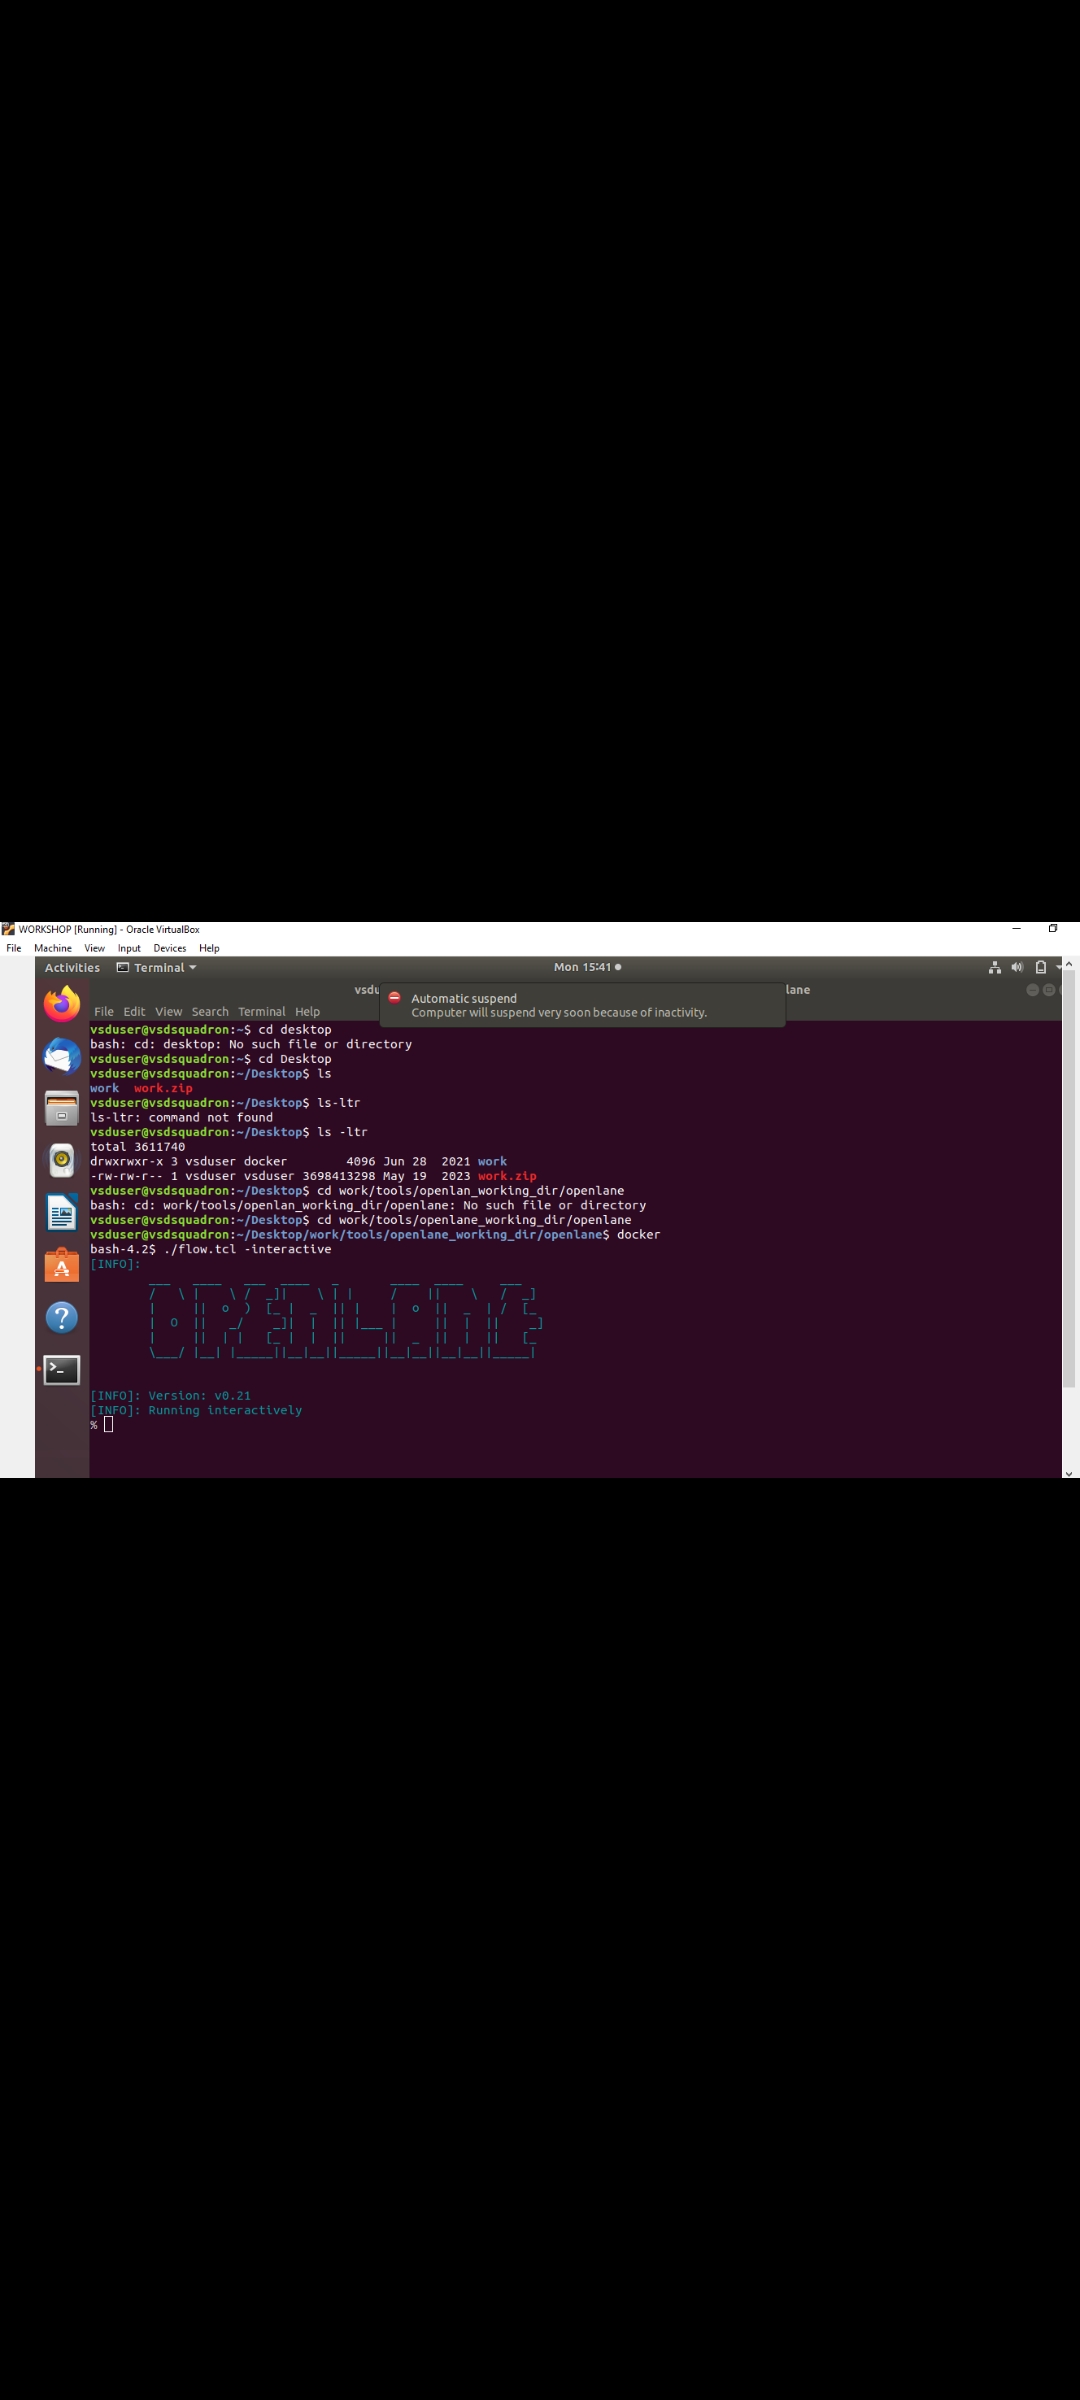 WORKSHOP [Running] - Oracle VirtualBox
File Machine View Input Devices Help
Activities Terminal Mon 15:41
vsdu lane
Automatic suspend
Computer will suspend very soon because of inactivity.
File Edit View Search Terminal Help
vsduser@vsdsquadron:~$ cd desktop
bash: cd: desktop: No such file or directory
vsduser@vsdsquadron:~$ cd Desktop
vsduser@vsdsquadron:~/Desktop$ ls
work work.zip
vsduser@vsdsquadron:~/Desktop$ ls-ltr
ls-ltr: command not found
vsduser@vsdsquadron:~/Desktop$ ls -ltr
total 3611740
drwxrwxr-x 3 vsduser docker 4096 Jun 28 2021 work
-rw-rw-r-- 1 vsduser vsduser 3698413298 May 19 2023 work.zip
vsduser@vsdsquadron:~/Desktop$ cd work/tools/openlan_working_dir/openlane
bash: cd: work/tools/openlan_working_dir/openlane: No such file or directory
vsduser@vsdsquadron:~/Desktop$ cd work/tools/openlane_working_dir/openlane
vsduser@vsdsquadron:~/Desktop/work/tools/openlane_working_dir/openlane$ docker
bash-4.2$ ./flow.tcl -interactive
[INFO]:
OPENLANE
[INFO]: Version: v0.21
[INFO]: Running interactively
%